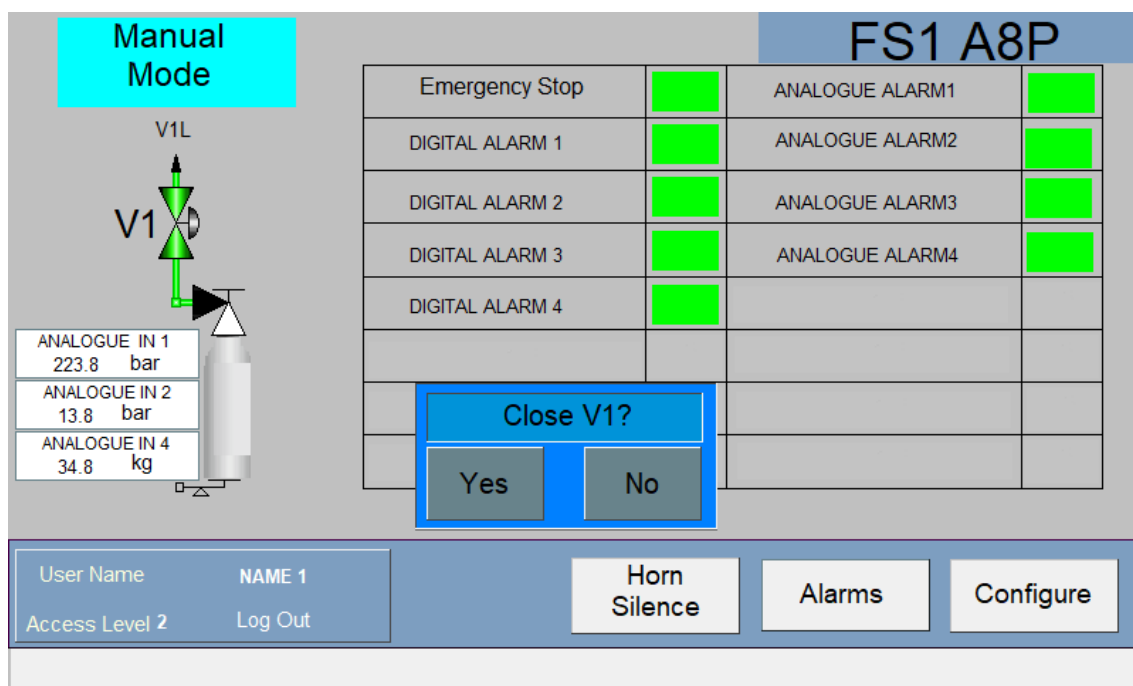 Manual
Mode
FS1 A8P
Emergency Stop
ANALOGUE ALARM1
V1L
DIGITAL ALARM 1
ANALOGUE ALARM2
DIGITAL ALARM 2
ANALOGUE ALARM3
V1
DIGITAL ALARM 3
ANALOGUE ALARM4
DIGITAL ALARM 4
ANALOGUE IN 1
223.8 bar
ANALOGUE IN 2
13.8 bar
ANALOGUE IN 4
34.8 kg
Close V1?
Yes No
User Name NAME 1
Access Level 2 Log Out
Horn
Silence
Alarms
Configure